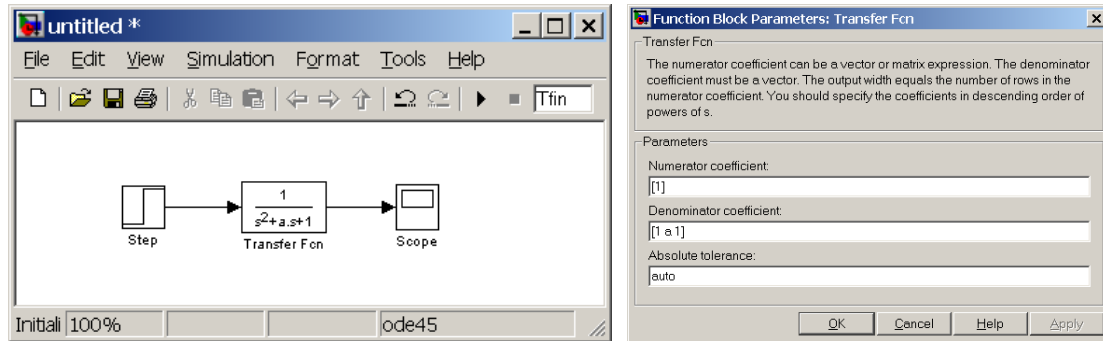 untitled *
File Edit View Simulation Format Tools Help
Tfin
1
s²+a.s+1
Step
Transfer Fcn
Scope
Initiali 100% ode45
Function Block Parameters: Transfer Fcn
Transfer Fcn
The numerator coefficient can be a vector or matrix expression. The denominator
coefficient must be a vector. The output width equals the number of rows in the
numerator coefficient. You should specify the coefficients in descending order of
powers of s.
Parameters
Numerator coefficient:
[1]
Denominator coefficient:
[1 a 1]
Absolute tolerance:
auto
OK Cancel Help Apply